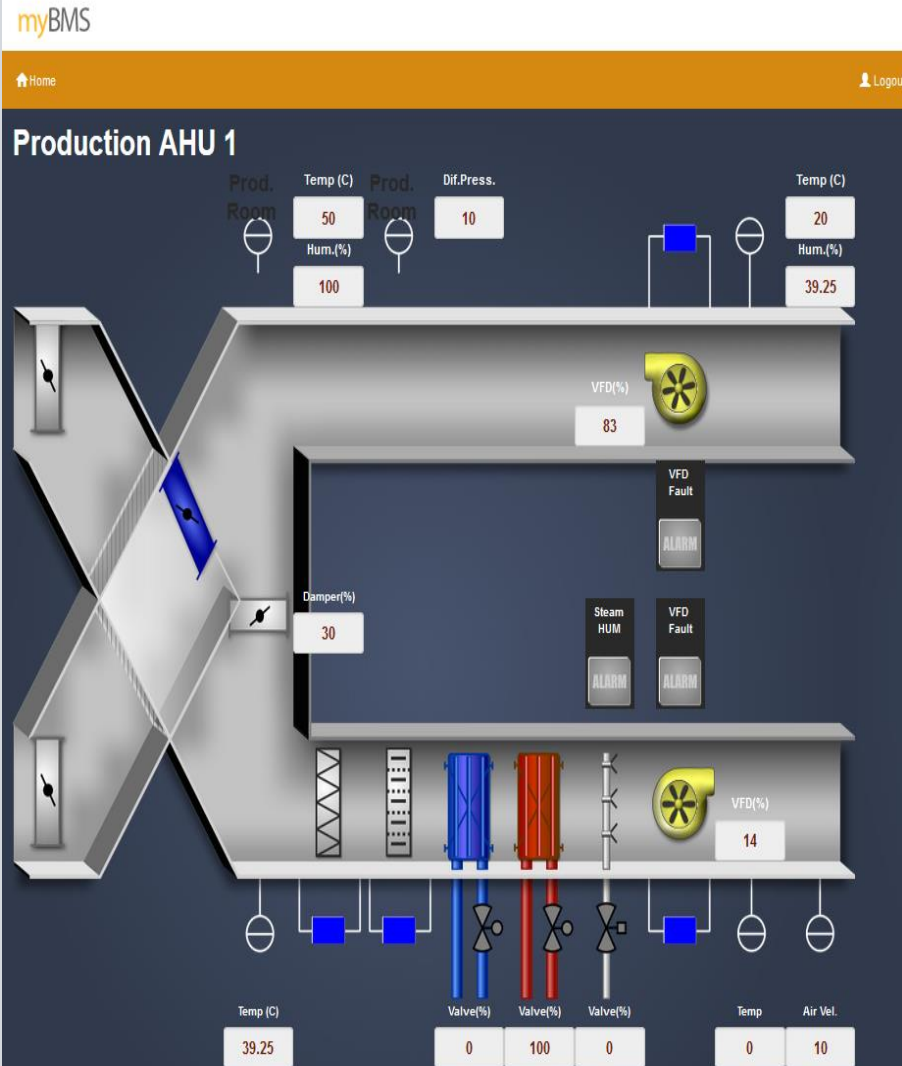 myBMS
Home
Logou
Production AHU 1
Prod.
Room
Temp (C)
50
Hum.(%)
100
Prod.
Room
Dif.Press.
10
Temp (C)
20
Hum.(%)
39.25
VFD(%)
83
VFD
Fault
ALARM
Damper(%)
30
Steam
HUM
ALARM
VFD
Fault
ALARM
VFD(%)
14
Temp (C)
39.25
Valve(%)
0
Valve(%)
100
Valve(%)
0
Temp
0
Air Vel.
10